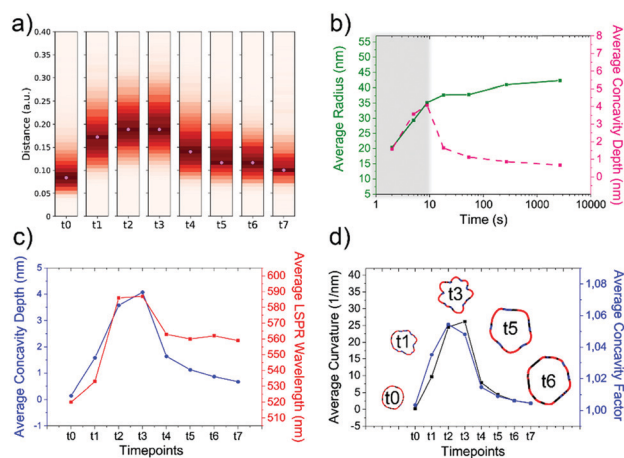 a)
Distance (a.u.)
0.40
0.30
0.25
0.20
0.15
0.10
0.05
0.00
t0 t1 t2 t3 t4 t5 t6 t7
b)
Average Radius (nm)
55
50
45
40
35
30
25
20
15
10
5
8
7
6
5
4
3
2
1
0
Average Concavity Depth (nm)
1 10 100 1000 10000
Time (s)
c)
Average Concavity Depth (nm)
5
4
3
2
1
0
-1
600
590
580
570
560
550
540
530
520
510
Average LSPR Wavelength (nm)
t0 t1 t2 t3 t4 t5 t6 t7
Timepoints
d)
Average Curvature (1/nm)
40
35
30
25
20
15
10
5
0
-5
t0
t1
t3
t5
t6
1,08
1,06
1,04
1,02
1,00
Average Concavity Factor
t0 t1 t2 t3 t4 t5 t6 t7
Timepoints